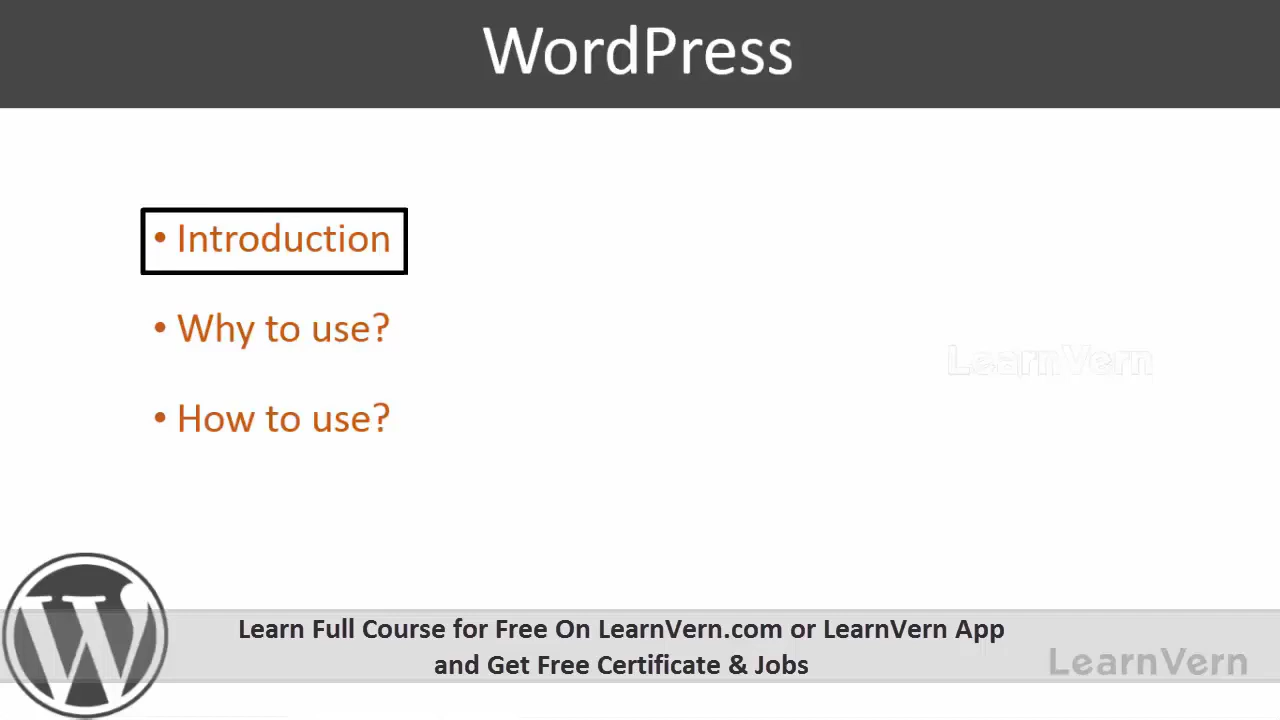 WordPress
• Introduction
• Why to use?
• How to use?
LearnVern
Learn Full Course for Free On LearnVern.com or LearnVern App
and Get Free Certificate & Jobs
LearnVern